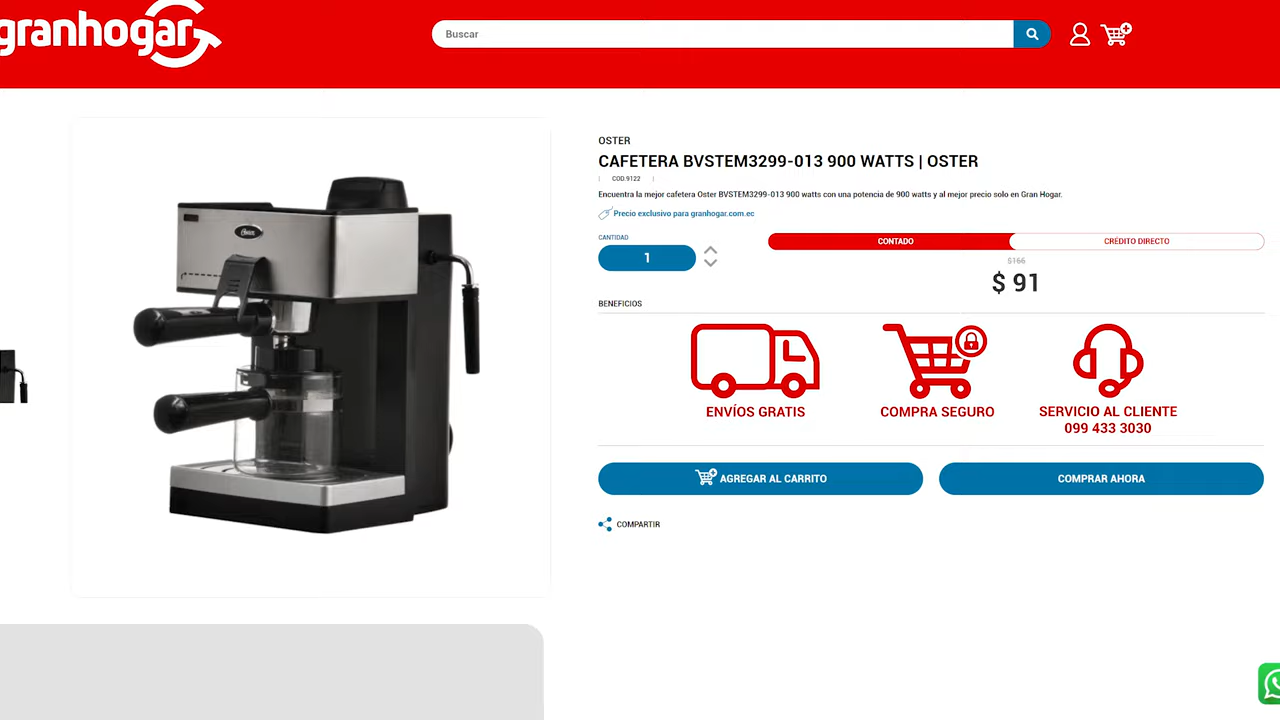 granhogar
Buscar
OSTER
CAFETERA BVSTEM3299-013 900 WATTS | OSTER
| COD.9122 |
Encuentra la mejor cafetera Oster BVSTEM3299-013 900 watts con una potencia de 900 watts y al mejor precio solo en Gran Hogar.
Precio exclusivo para granhogar.com.ec
CANTIDAD
1
CONTADO
CRÉDITO DIRECTO
$166
$ 91
BENEFICIOS
ENVÍOS GRATIS
COMPRA SEGURO
SERVICIO AL CLIENTE
099 433 3030
AGREGAR AL CARRITO
COMPRAR AHORA
COMPARTIR
Oster